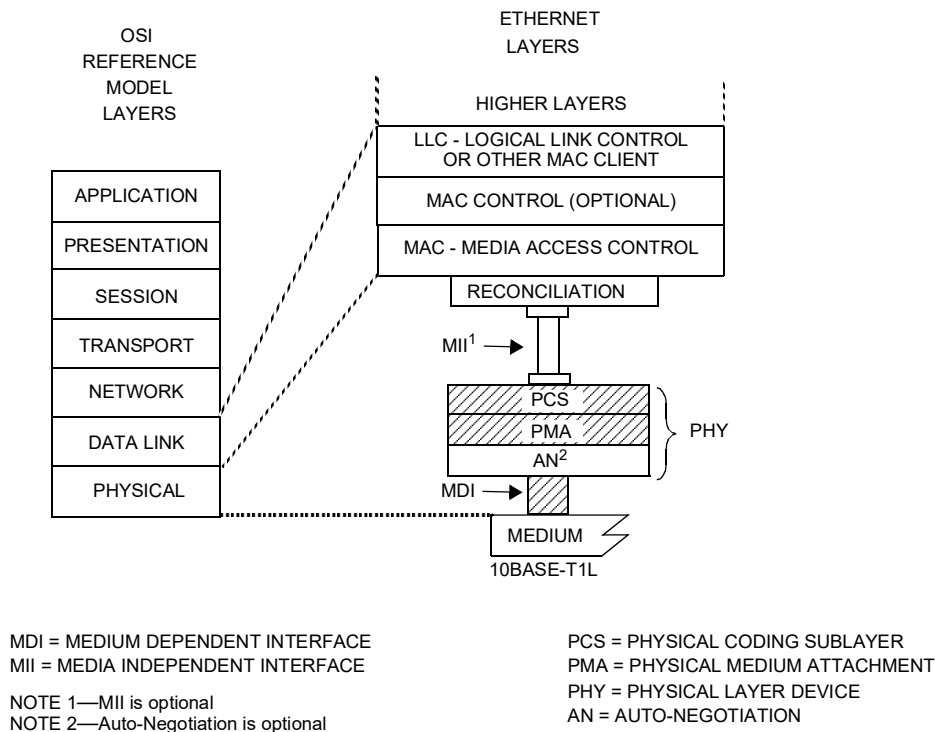 OSI
REFERENCE
MODEL
LAYERS
APPLICATION
PRESENTATION
SESSION
TRANSPORT
NETWORK
DATA LINK
PHYSICAL
ETHERNET
LAYERS
HIGHER LAYERS
LLC - LOGICAL LINK CONTROL
OR OTHER MAC CLIENT
MAC CONTROL (OPTIONAL)
MAC - MEDIA ACCESS CONTROL
RECONCILIATION
MII1
PCS
PMA
AN2
PHY
MDI
MEDIUM
10BASE-T1L
MDI = MEDIUM DEPENDENT INTERFACE
MII = MEDIA INDEPENDENT INTERFACE
NOTE 1—MII is optional
NOTE 2—Auto-Negotiation is optional
PCS = PHYSICAL CODING SUBLAYER
PMA = PHYSICAL MEDIUM ATTACHMENT
PHY = PHYSICAL LAYER DEVICE
AN = AUTO-NEGOTIATION